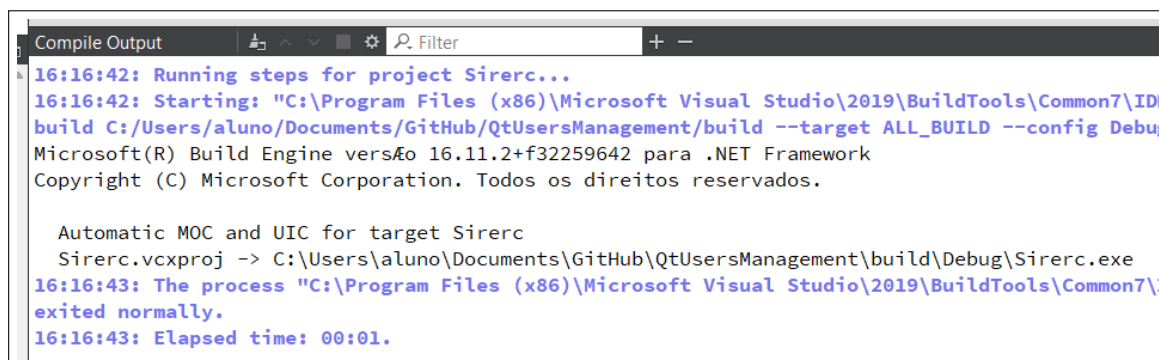 Compile Output Filter
16:16:42: Running steps for project Sirerc...
16:16:42: Starting: "C:\Program Files (x86)\Microsoft Visual Studio\2019\BuildTools\Common7\IDE
build C:/Users/aluno/Documents/GitHub/QtUsersManagement/build --target ALL_BUILD --config Debug
Microsoft(R) Build Engine versÆo 16.11.2+f32259642 para .NET Framework
Copyright (C) Microsoft Corporation. Todos os direitos reservados.
Automatic MOC and UIC for target Sirerc
Sirerc.vcxproj -> C:\Users\aluno\Documents\GitHub\QtUsersManagement\build\Debug\Sirerc.exe
16:16:43: The process "C:\Program Files (x86)\Microsoft Visual Studio\2019\BuildTools\Common7\
exited normally.
16:16:43: Elapsed time: 00:01.